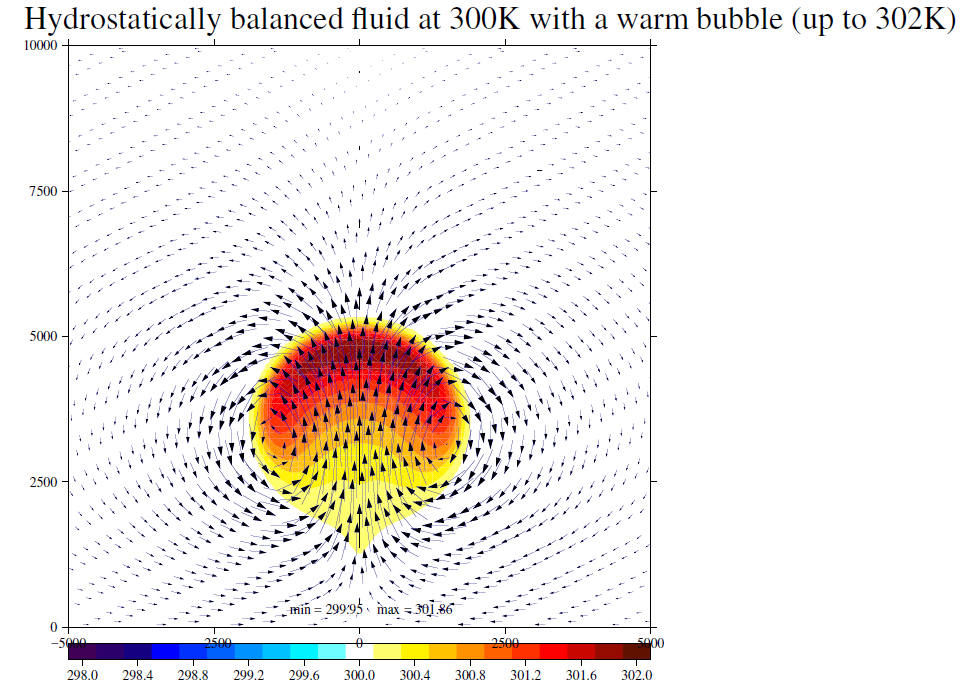 Hydrostatically balanced fluid at 300K with a warm bubble (up to 302K)
10000
7500
5000
2500
0
min = 299.95 max = 301.86
−5000 −2500 0 2500 5000
298.0 298.4 298.8 299.2 299.6 300.0 300.4 300.8 301.2 301.6 302.0